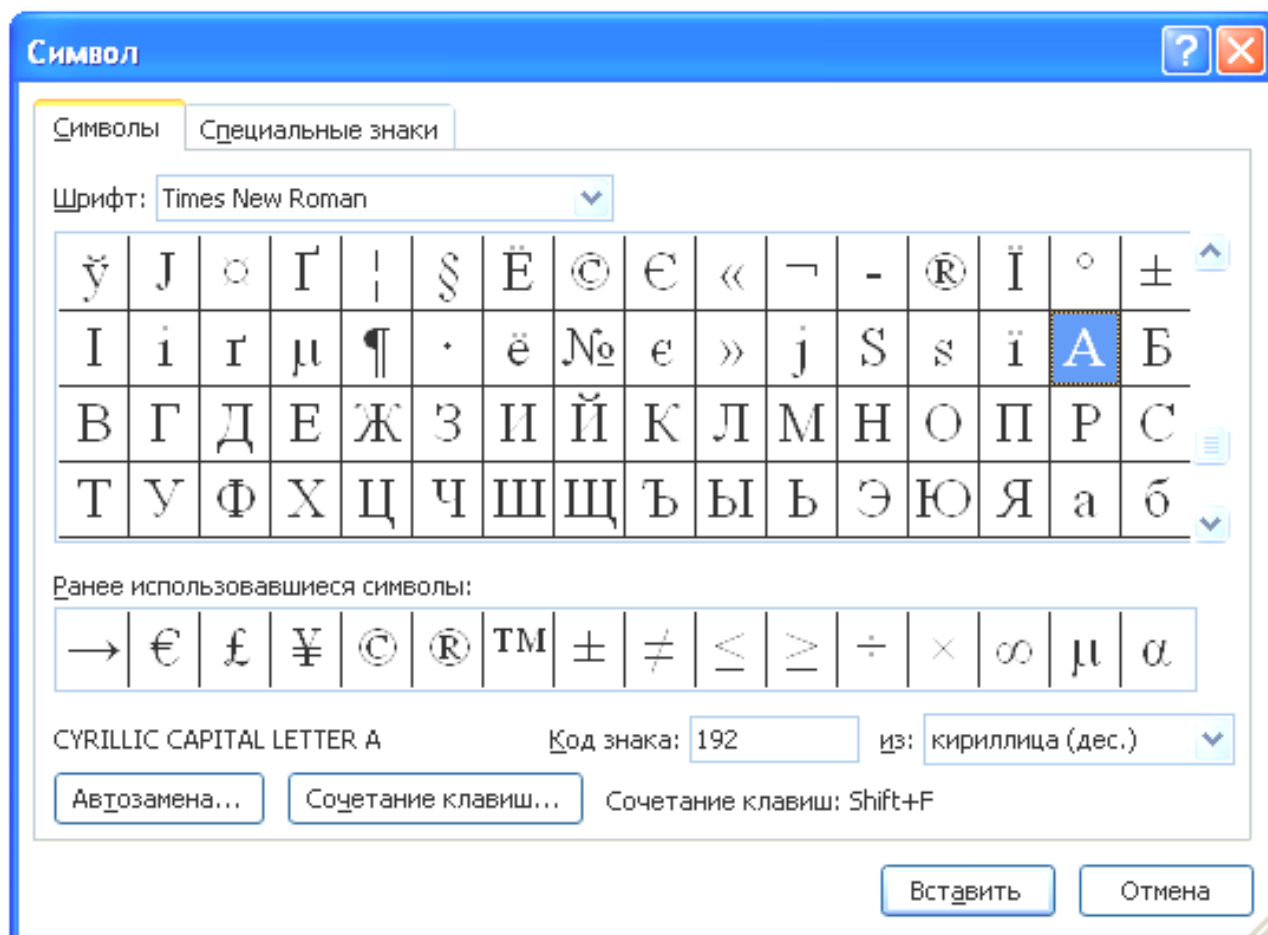 Символ
Символы Специальные знаки
Шрифт: Times New Roman
ў Ј ¤ Ґ ¦ § Ё © Є « ¬ - ® Ї ° ±
І і ґ µ ¶ · ё № є » ј Ѕ ѕ ї А Б
В Г Д Е Ж З И Й К Л М Н О П Р С
Т У Ф Х Ц Ч Ш Щ Ъ Ы Ь Э Ю Я а б
Ранее использовавшиеся символы:
→ € £ ¥ © ® ™ ± ≠ ≤ ≥ ÷ × ∞ µ α
CYRILLIC CAPITAL LETTER A Код знака: 192 из: кириллица (дес.)
Автозамена... Сочетание клавиш... Сочетание клавиш: Shift+F
Вставить Отмена